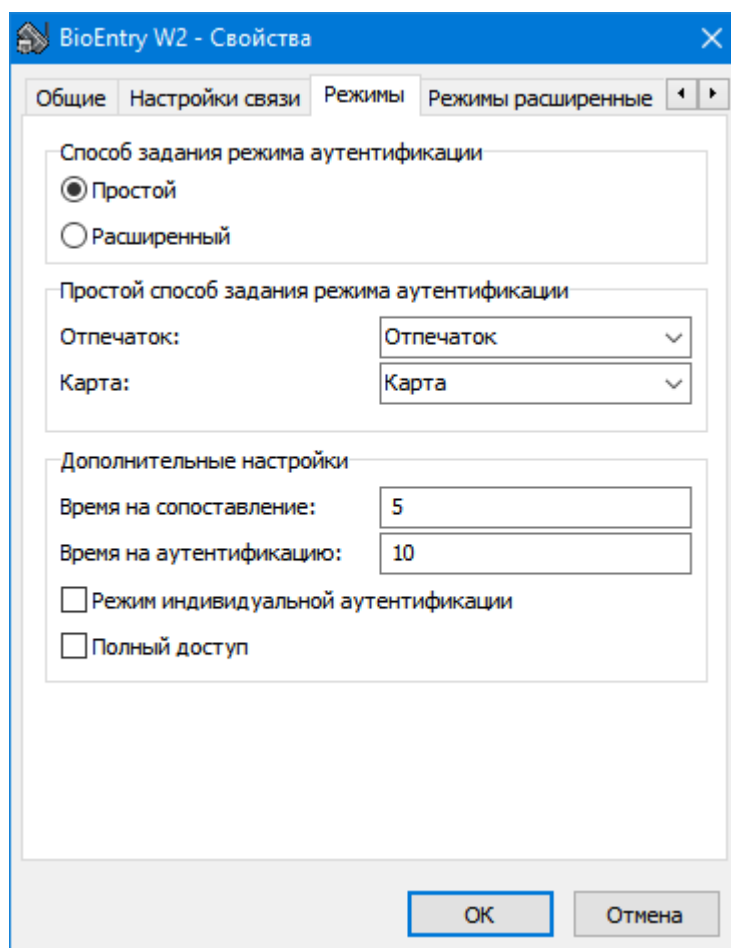 BioEntry W2 - Свойства
Общие Настройки связи Режимы Режимы расширенные
Способ задания режима аутентификации
Простой
Расширенный
Простой способ задания режима аутентификации
Отпечаток: Отпечаток
Карта: Карта
Дополнительные настройки
Время на сопоставление: 5
Время на аутентификацию: 10
Режим индивидуальной аутентификации
Полный доступ
OK Отмена